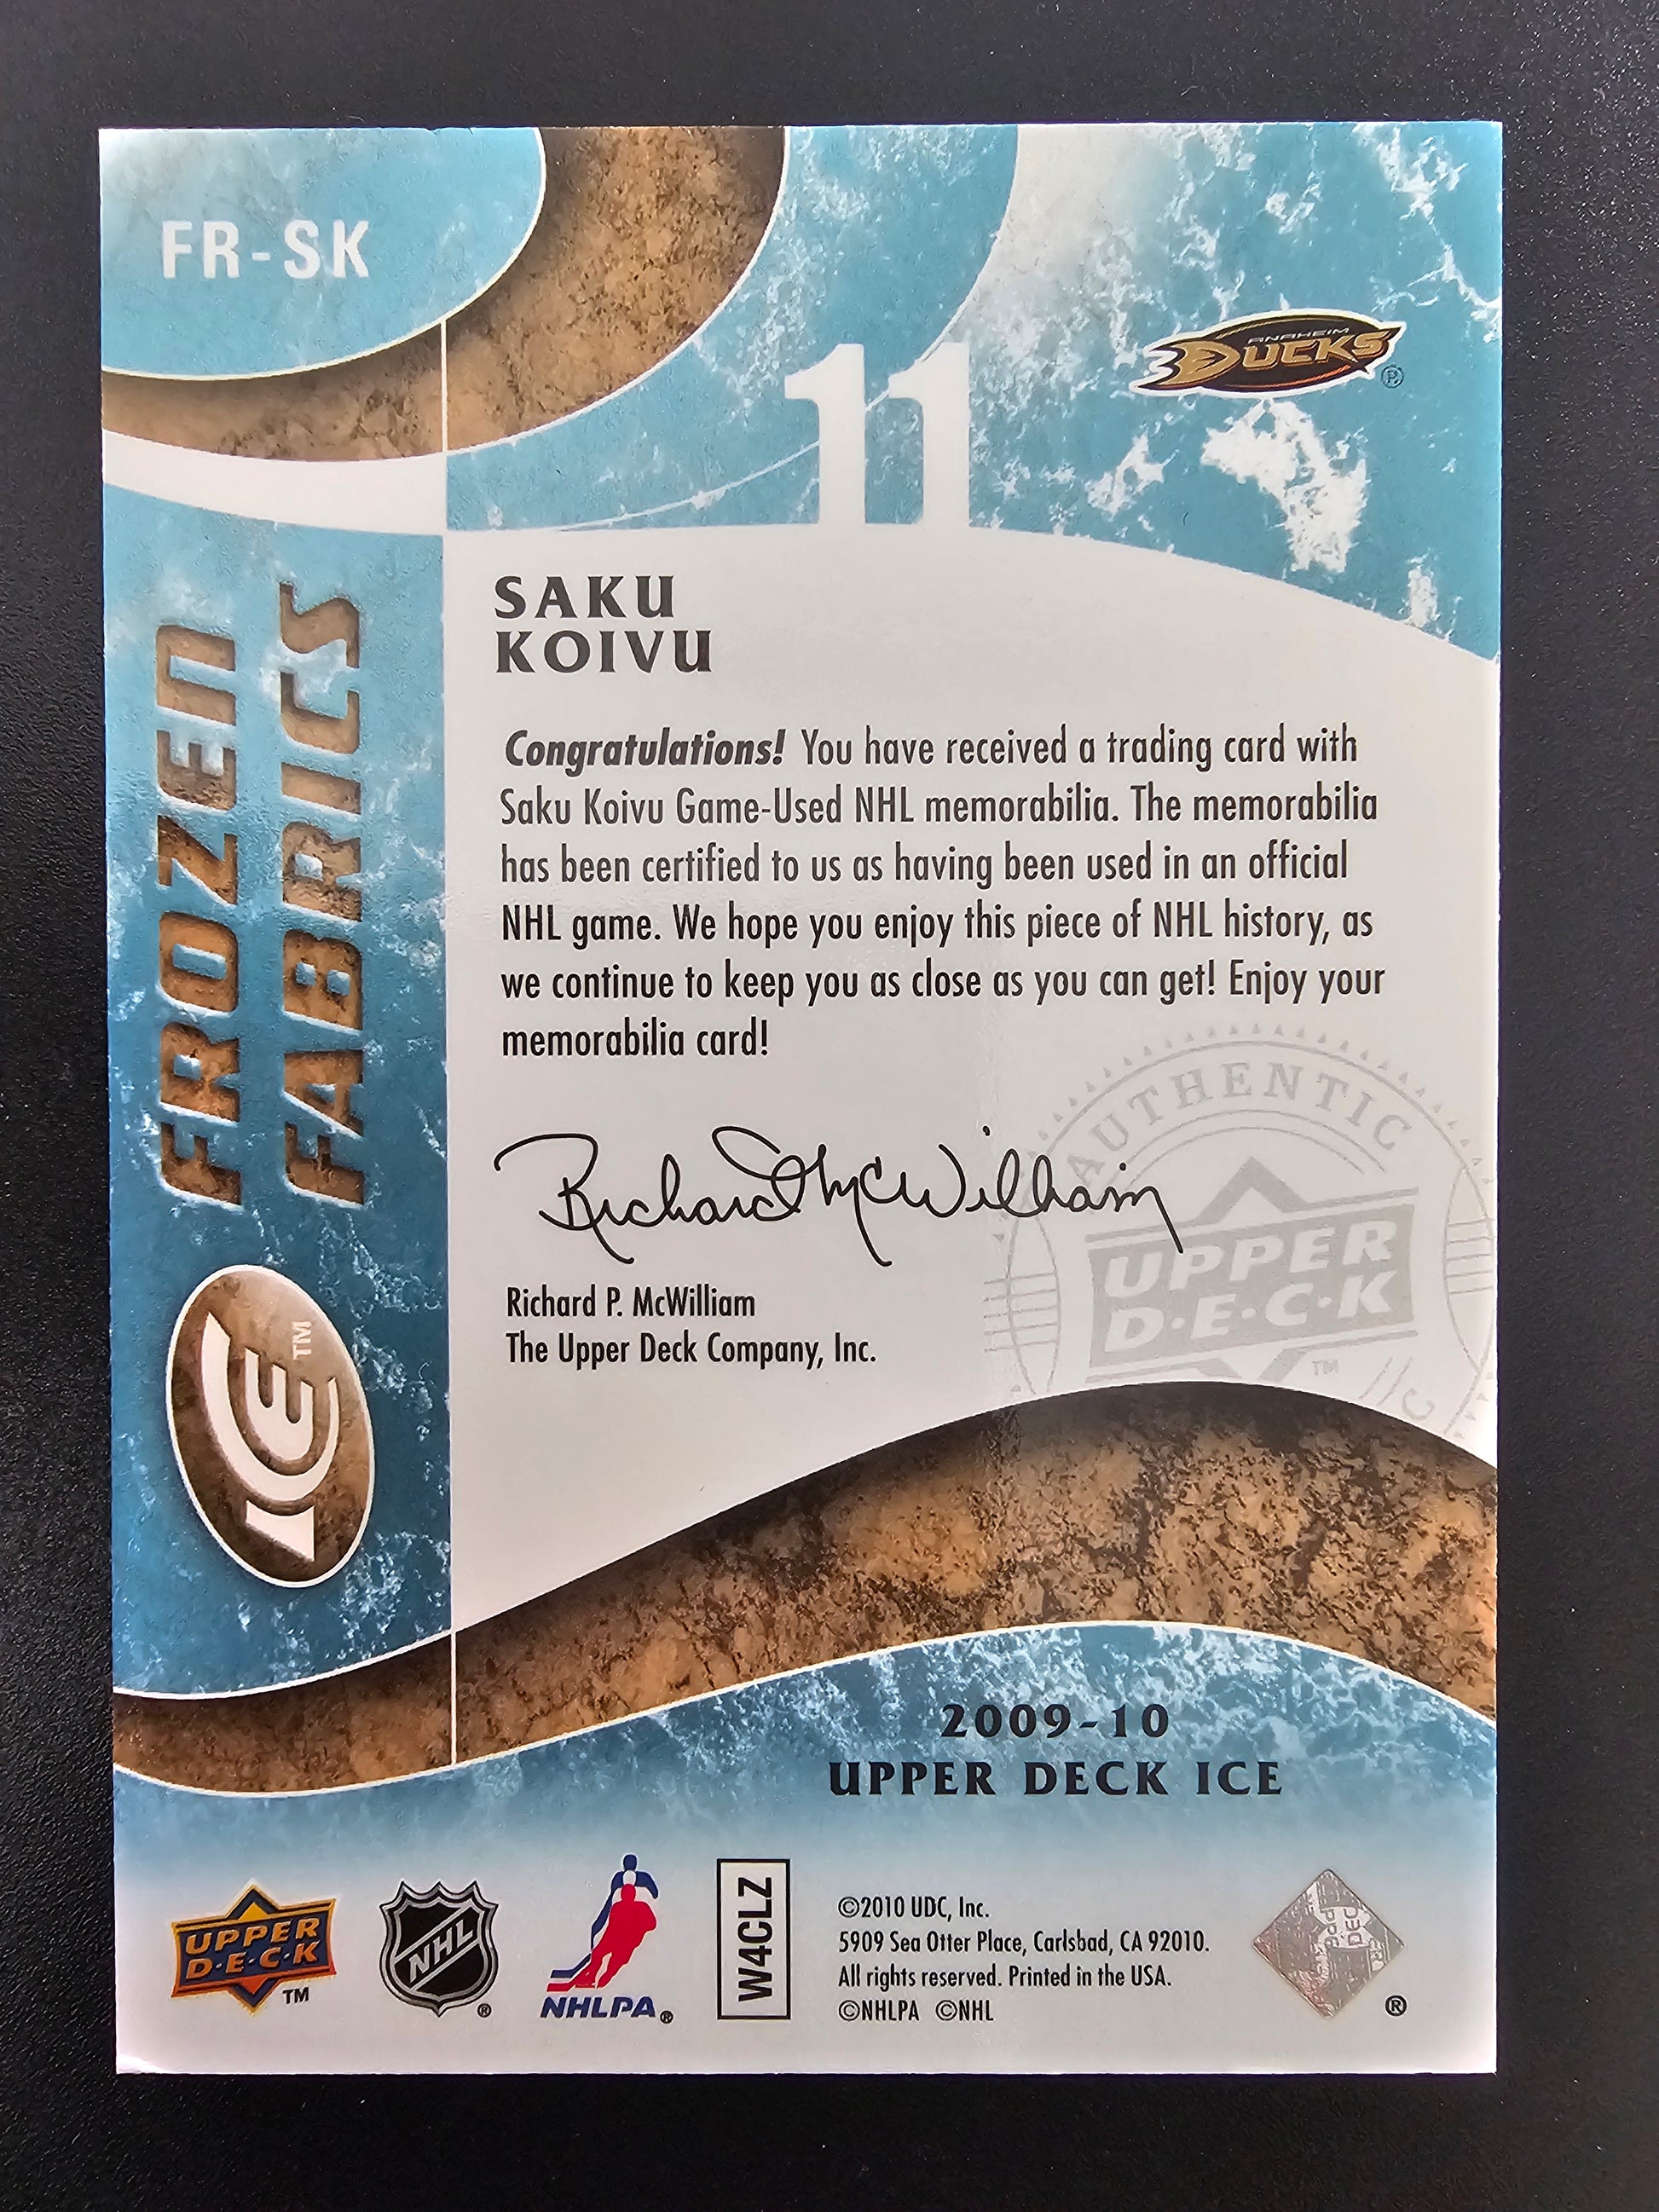 FR-SK
ANAHEIM
DUCKS
®
11
SAKU
KOIVU
FROZEN
FABRICS
ICE™
Congratulations! You have received a trading card with
Saku Koivu Game-Used NHL memorabilia. The memorabilia
has been certified to us as having been used in an official
NHL game. We hope you enjoy this piece of NHL history, as
we continue to keep you as close as you can get! Enjoy your
memorabilia card!
Richard McWilliam
AUTHENTIC
UPPER
D·E·C·K
™
Richard P. McWilliam
The Upper Deck Company, Inc.
2009-10
UPPER DECK ICE
UPPER
D·E·C·K
™
NHL
®
NHLPA®
W4CLZ
©2010 UDC, Inc.
5909 Sea Otter Place, Carlsbad, CA 92010.
All rights reserved. Printed in the USA.
©NHLPA ©NHL
®